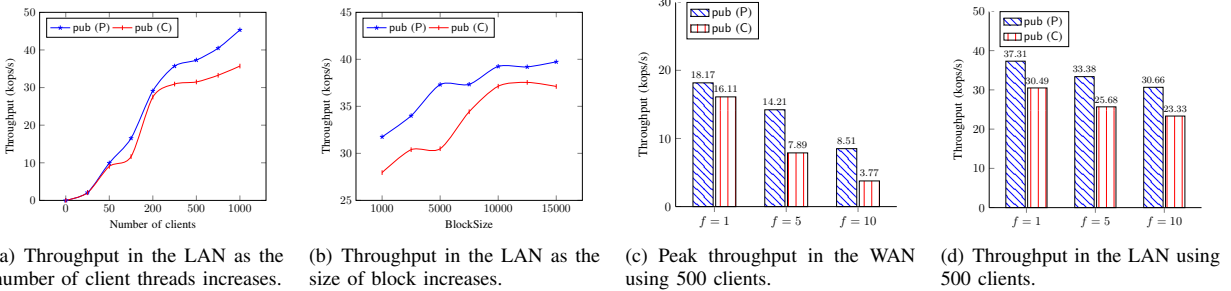 50
40
30
20
10
0
Throughput (kops/s)
pub (P)
pub (C)
0
50
200
500
1000
Number of clients
45
40
35
30
25
Throughput (kops/s)
pub (P)
pub (C)
1000
5000
10000
15000
BlockSize
30
20
10
0
Throughput (kops/s)
pub (P)
pub (C)
18.17
16.11
14.21
7.89
8.51
3.77
f = 1
f = 5
f = 10
50
40
30
20
10
0
Throughput (kops/s)
pub (P)
pub (C)
37.31
30.49
33.38
25.68
30.66
23.33
f = 1
f = 5
f = 10
a) Throughput in the LAN as the
number of client threads increases.
(b) Throughput in the LAN as the
size of block increases.
(c) Peak throughput in the WAN
using 500 clients.
(d) Throughput in the LAN using
500 clients.